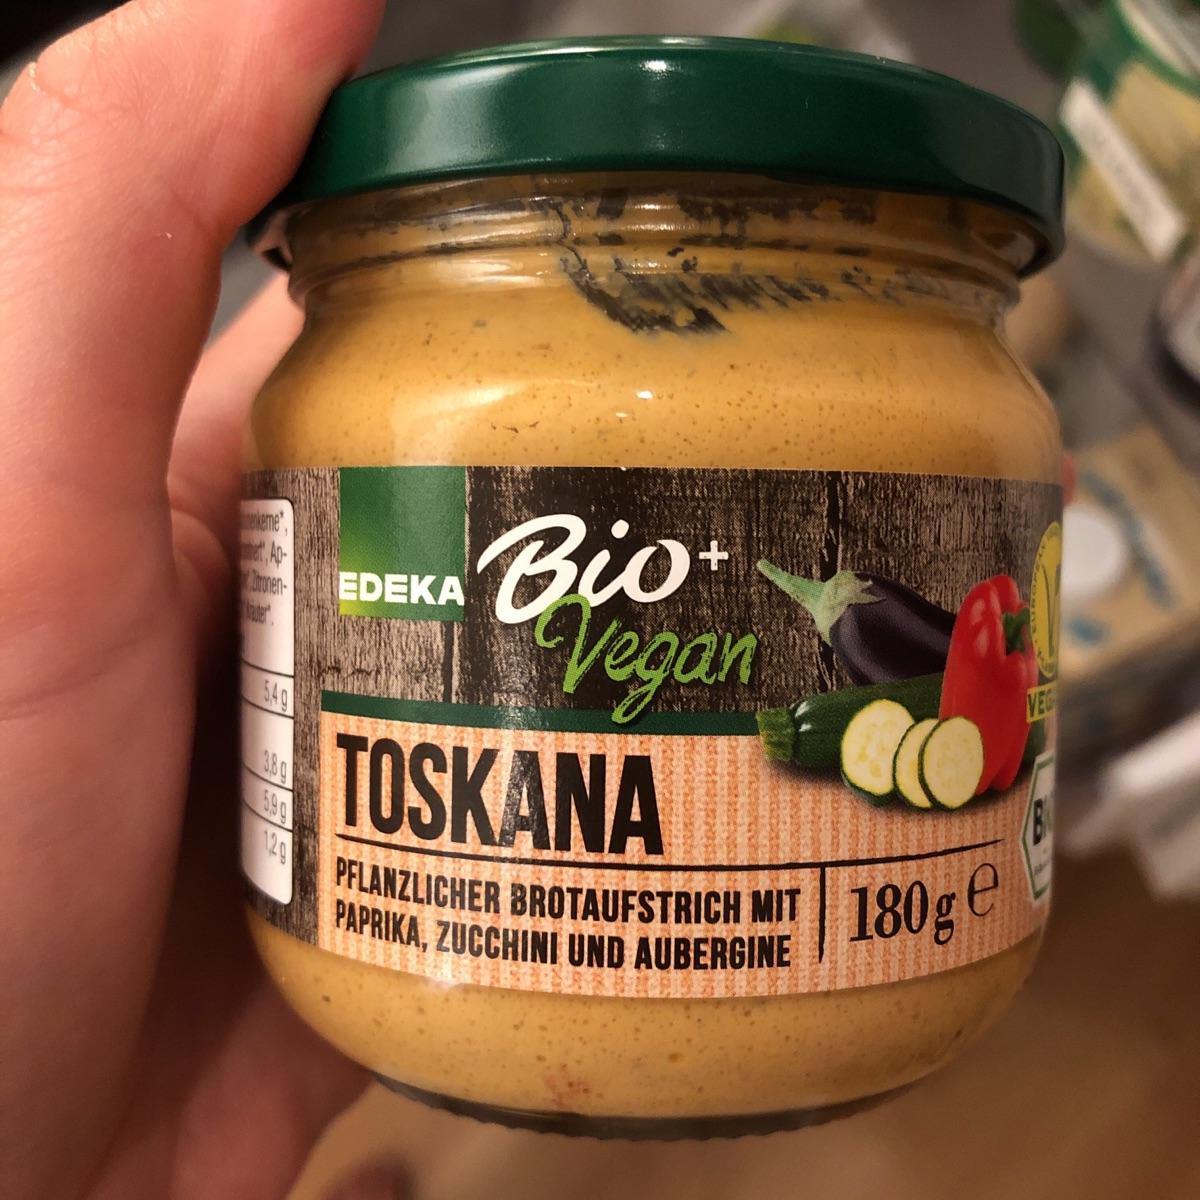 EDEKA
Bio+
Vegan
TOSKANA
PFLANZLICHER BROTAUFSTRICH MIT
PAPRIKA, ZUCCHINI UND AUBERGINE
180 g e
5,4 g
3,8 g
5,9 g
1,2 g